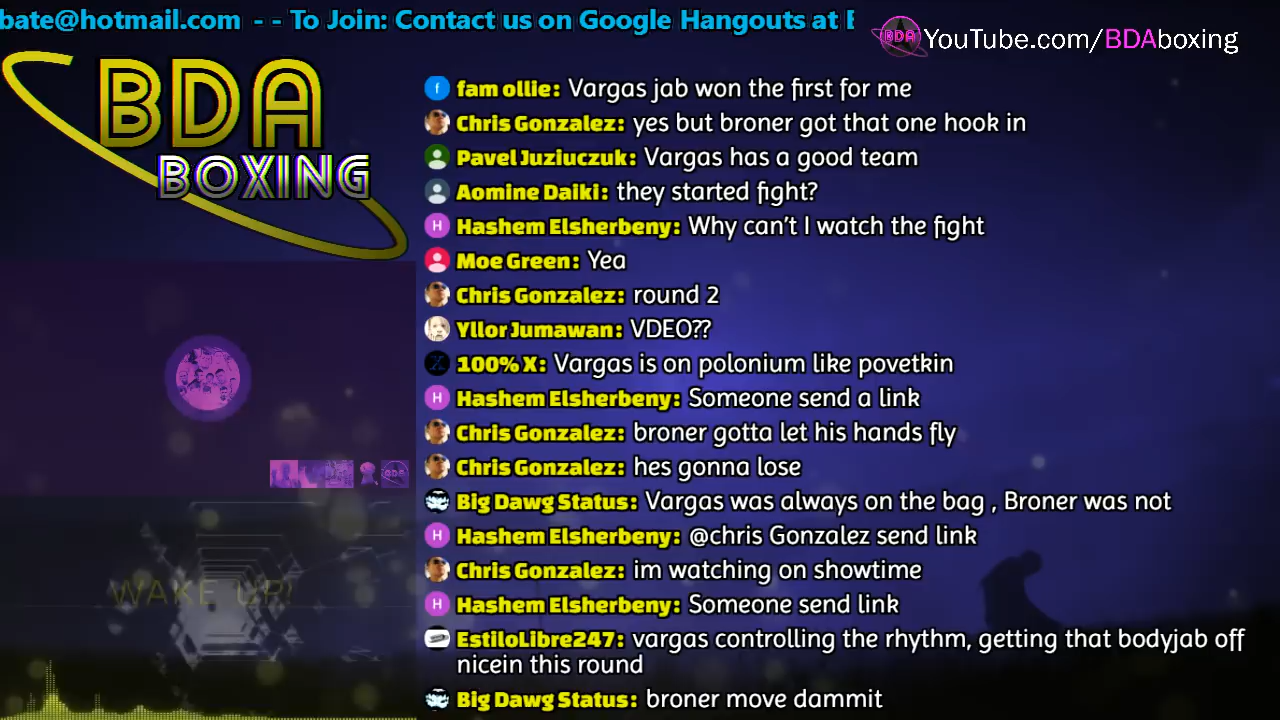 bate@hotmail.com - - To Join: Contact us on Google Hangouts at
BDA YouTube.com/BDAboxing
BDA
BOXING
f fam ollie: Vargas jab won the first for me
Chris Gonzalez: yes but broner got that one hook in
Pavel Juziuczuk: Vargas has a good team
Aomine Daiki: they started fight?
H Hashem Elsherbeny: Why can't I watch the fight
Moe Green: Yea
Chris Gonzalez: round 2
Yllor Jumawan: VDEO??
X 100% X: Vargas is on polonium like povetkin
H Hashem Elsherbeny: Someone send a link
Chris Gonzalez: broner gotta let his hands fly
Chris Gonzalez: hes gonna lose
Big Dawg Status: Vargas was always on the bag , Broner was not
H Hashem Elsherbeny: @chris Gonzalez send link
Chris Gonzalez: im watching on showtime
H Hashem Elsherbeny: Someone send link
EstiloLibre247: vargas controlling the rhythm, getting that bodyjab off
nicein this round
Big Dawg Status: broner move dammit
BDA
WAKE UP!